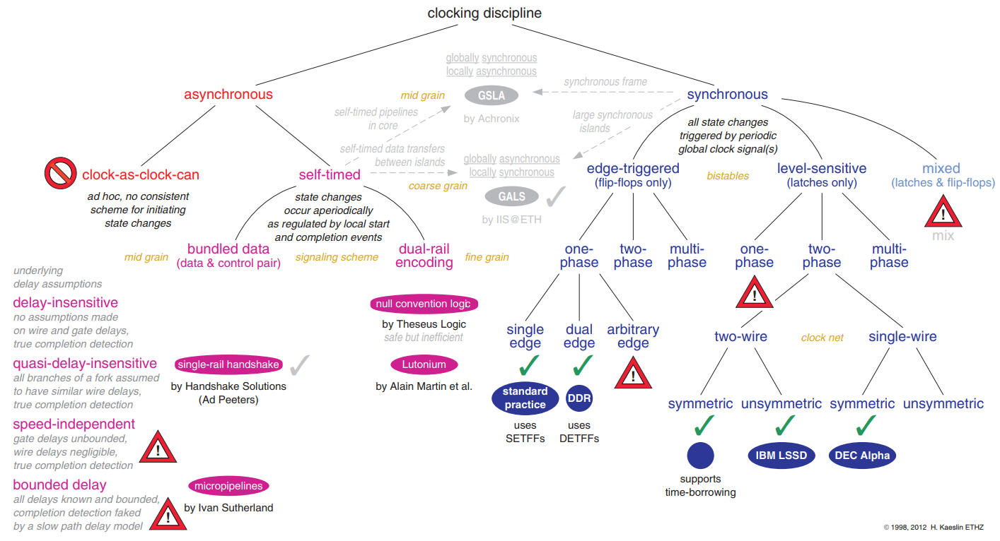 clocking discipline
globally synchronous
locally asynchronous
asynchronous
mid grain
GSLA
by Achronix
synchronous frame
synchronous
self-timed pipelines
in core
large synchronous
islands
all state changes
triggered by periodic
global clock signal(s)
self-timed data transfers
between islands
globally asynchronous
locally synchronous
clock-as-clock-can
ad hoc, no consistent
scheme for initiating
state changes
self-timed
state changes
occur aperiodically
as regulated by local start
and completion events
coarse grain
GALS
by IIS@ETH
edge-triggered
(flip-flops only)
bistables
level-sensitive
(latches only)
mixed
(latches & flip-flops)
!
mix
mid grain
bundled data
(data & control pair)
signaling scheme
dual-rail
encoding
fine grain
one-
phase
two-
phase
multi-
phase
one-
phase
!
two-
phase
multi-
phase
underlying
delay assumptions
delay-insensitive
no assumptions made
on wire and gate delays,
true completion detection
null convention logic
by Theseus Logic
safe but inefficient
quasi-delay-insensitive
all branches of a fork assumed
to have similar wire delays,
true completion detection
single-rail handshake
by Handshake Solutions
(Ad Peeters)
Lutonium
by Alain Martin et al.
speed-independent
gate delays unbounded,
wire delays negligible,
true completion detection
!
bounded delay
all delays known and bounded,
completion detection faked
by a slow path delay model
!
micropipelines
by Ivan Sutherland
single
edge
dual
edge
arbitrary
edge
!
standard
practice
DDR
uses
SETFFs
uses
DETFFs
two-wire
clock net
single-wire
symmetric
unsymmetric
symmetric
unsymmetric
IBM LSSD
DEC Alpha
supports
time-borrowing
© 1998, 2012 H. Kaeslin ETHZ